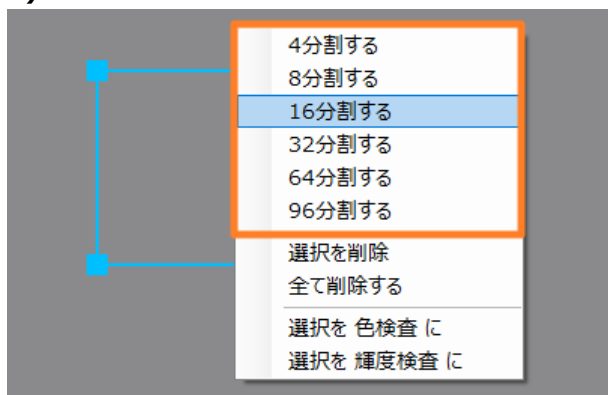 4分割する
8分割する
16分割する
32分割する
64分割する
96分割する
選択を削除
全て削除する
選択を 色検査 に
選択を 輝度検査 に